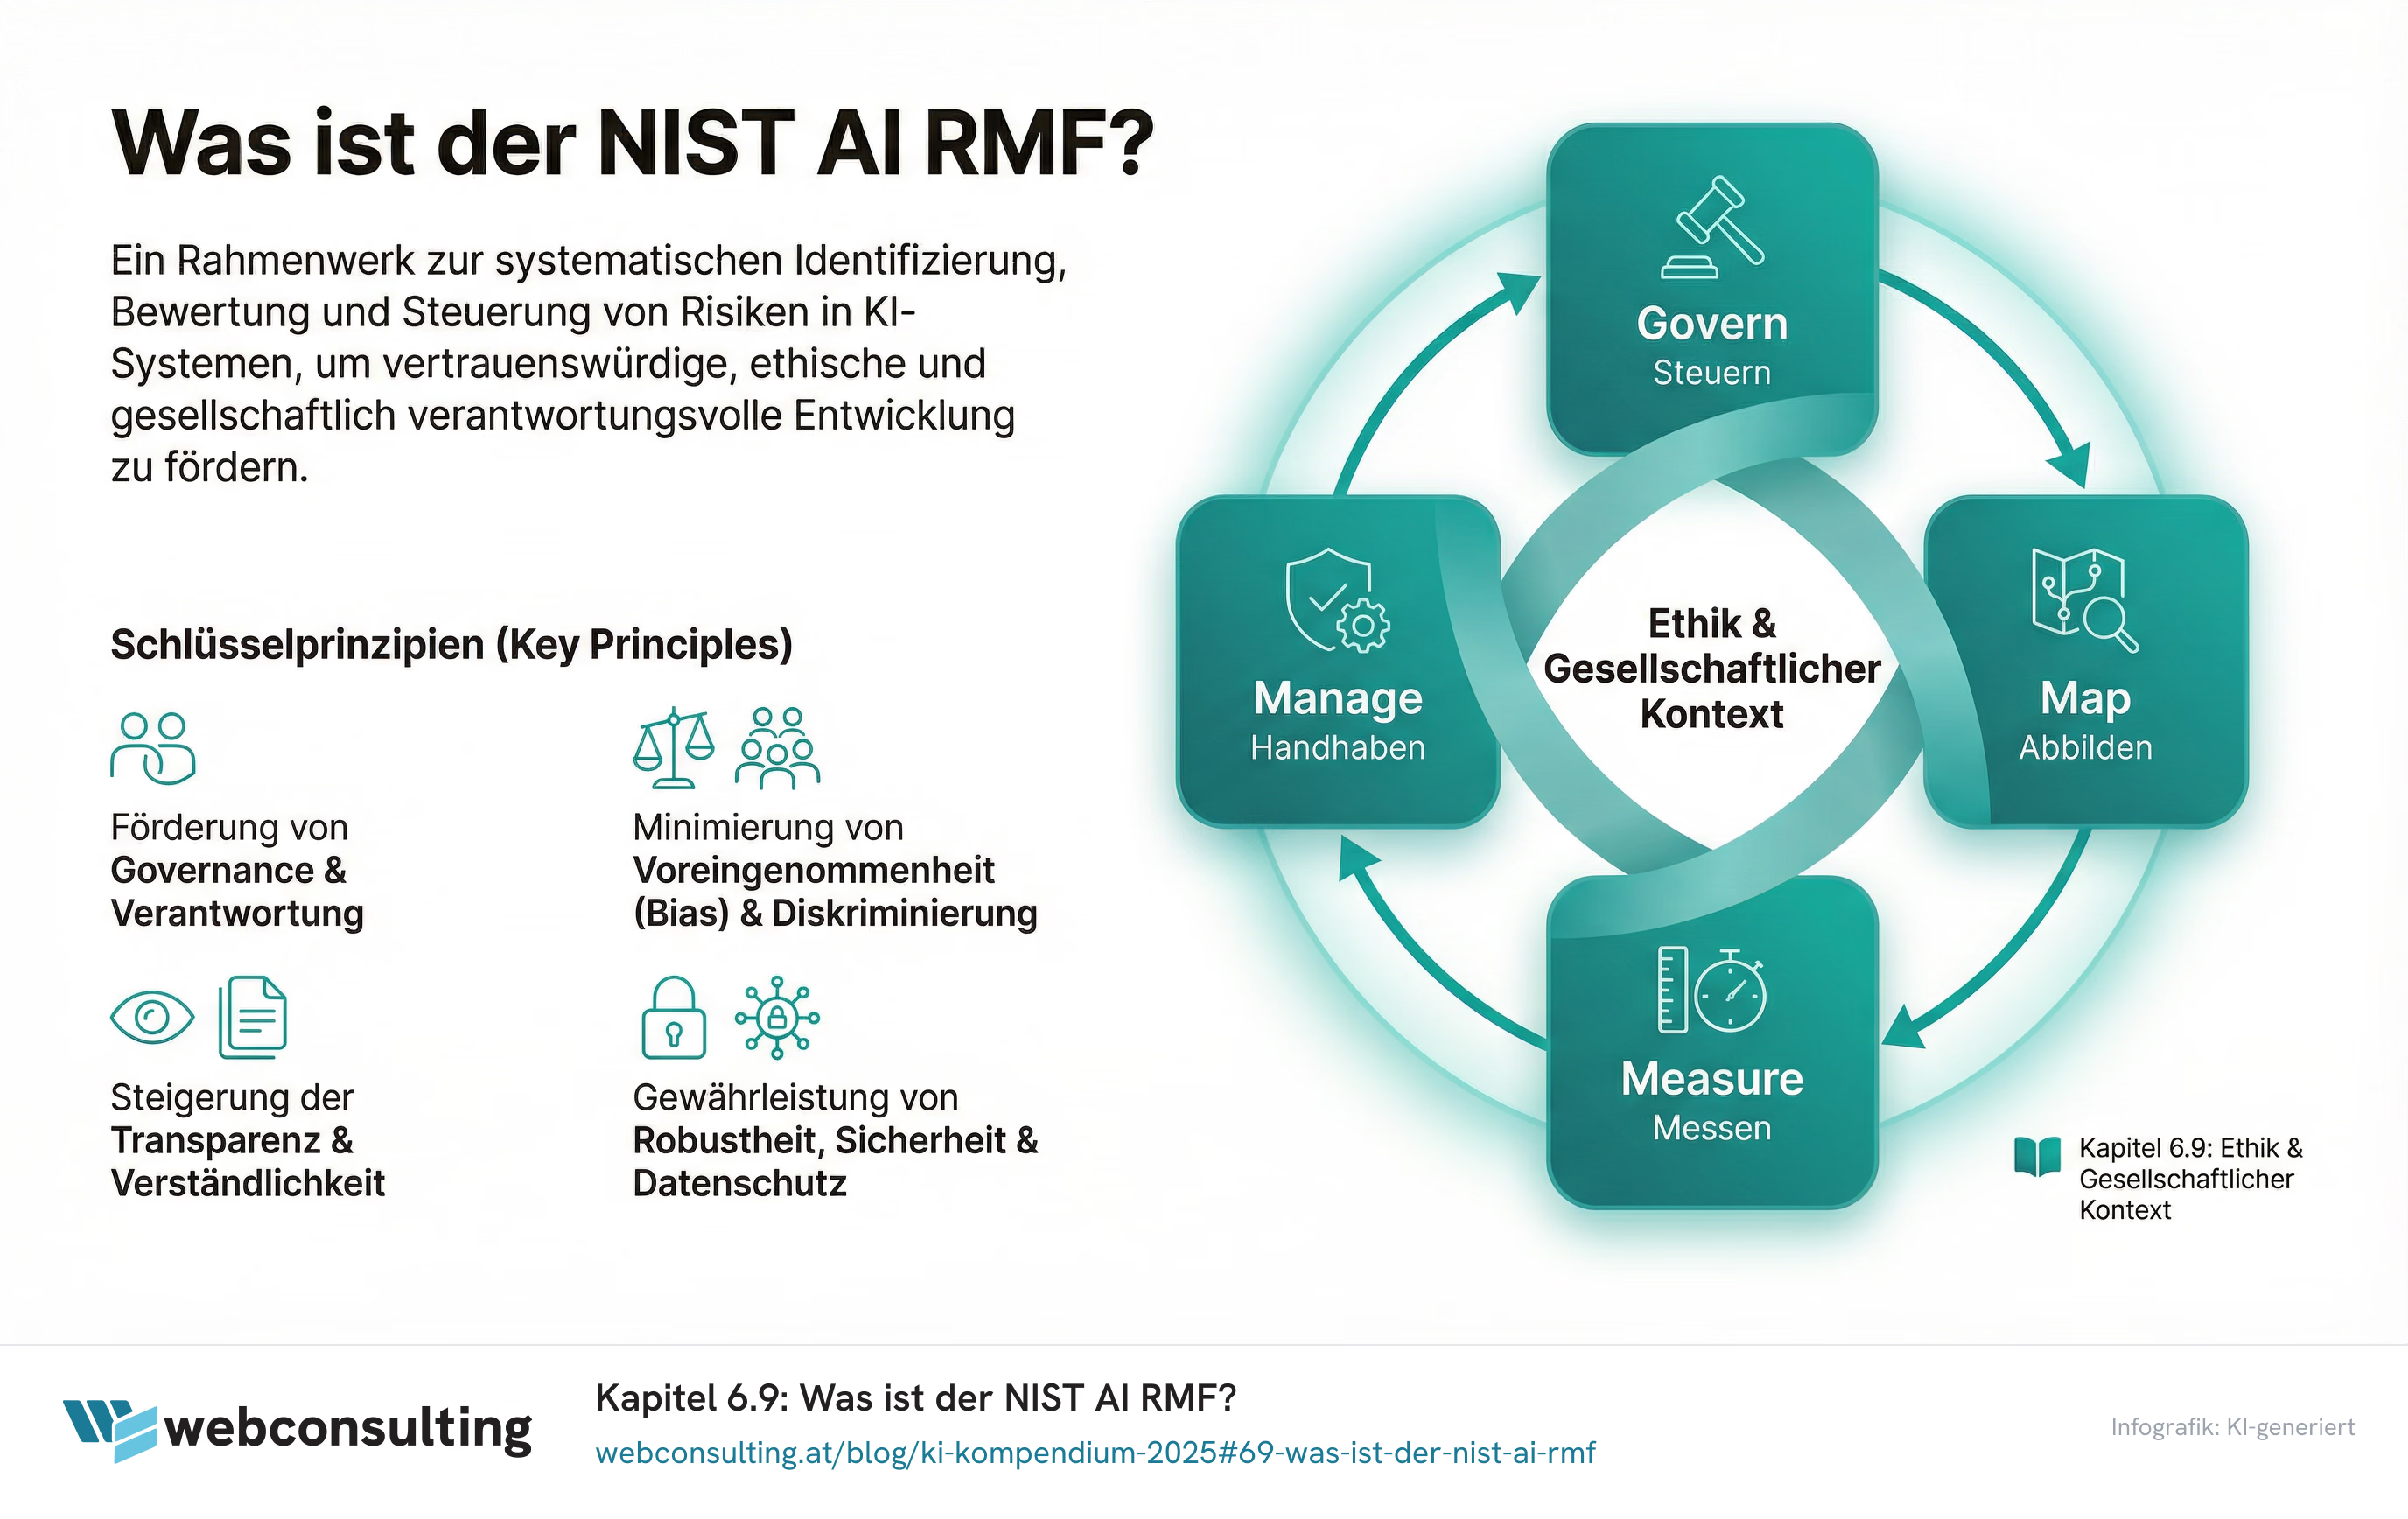 Was ist der NIST AI RMF?
Ein Rahmenwerk zur systematischen Identifizierung,
Bewertung und Steuerung von Risiken in KI-
Systemen, um vertrauenswürdige, ethische und
gesellschaftlich verantwortungsvolle Entwicklung
zu fördern.
Schlüsselprinzipien (Key Principles)
Förderung von
Governance &
Verantwortung
Minimierung von
Voreingenommenheit
(Bias) & Diskriminierung
Steigerung der
Transparenz &
Verständlichkeit
Gewährleistung von
Robustheit, Sicherheit &
Datenschutz
Govern
Steuern
Map
Abbilden
Measure
Messen
Manage
Handhaben
Ethik &
Gesellschaftlicher
Kontext
Kapitel 6.9: Ethik &
Gesellschaftlicher
Kontext
webconsulting
Kapitel 6.9: Was ist der NIST AI RMF?
webconsulting.at/blog/ki-kompendium-2025#69-was-ist-der-nist-ai-rmf
Infografik: KI-generiert